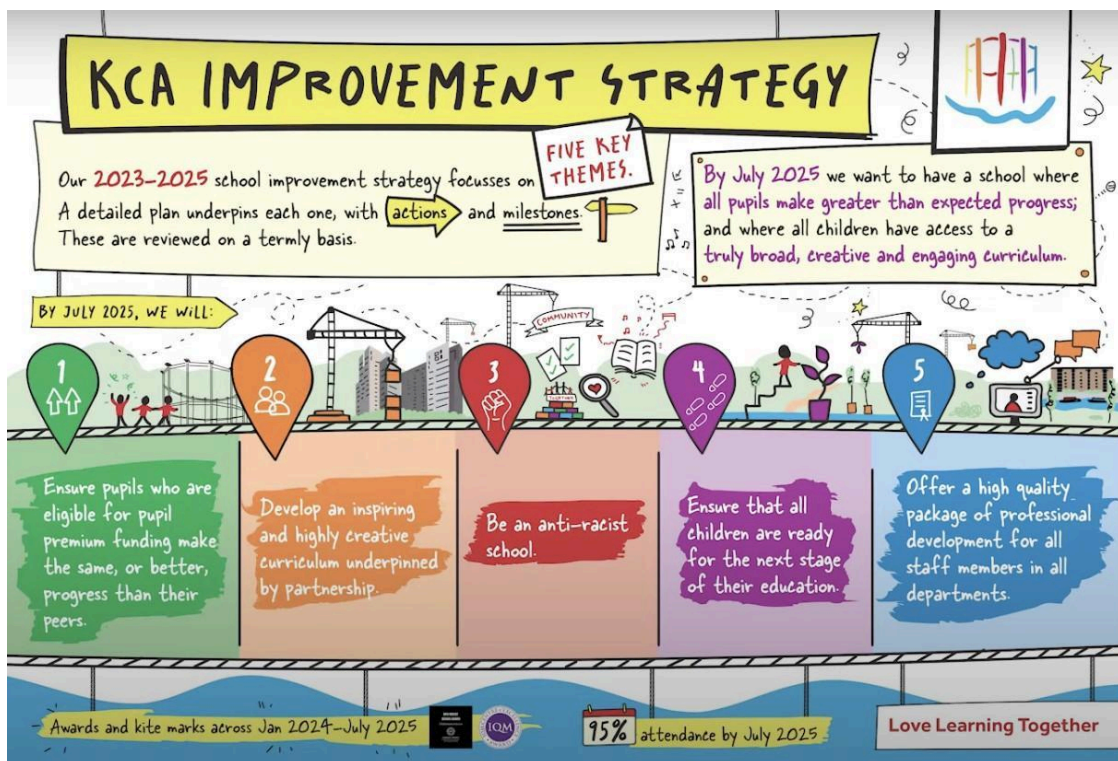 KCA IMPROVEMENT STRATEGY
Our 2023-2025 school improvement strategy focusses on
FIVE KEY
THEMES.
A detailed plan underpins each one, with actions and milestones.
These are reviewed on a termly basis.
By July 2025 we want to have a school where
all pupils make greater than expected progress;
and where all children have access to a
truly broad, creative and engaging curriculum.
BY JULY 2025, WE WILL:
COMMUNITY
TOGETHER
1
Ensure pupils who are
eligible for pupil
premium funding make
the same, or better,
progress than their
peers.
2
Develop an inspiring
and highly creative
curriculum underpinned
by partnership.
3
Be an anti-racist
school.
4
Ensure that all
children are ready
for the next stage
of their education.
5
Offer a high quality
package of professional
development for all
staff members in all
departments.
Awards and kite marks across Jan 2024-July 2025
IQM
95% attendance by July 2025
Love Learning Together